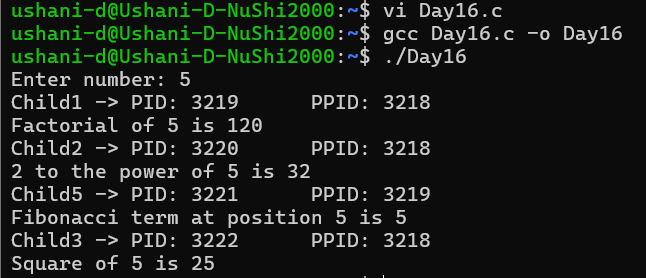 ushani-d@Ushani-D-NuShi2000:~$ vi Day16.c
ushani-d@Ushani-D-NuShi2000:~$ gcc Day16.c -o Day16
ushani-d@Ushani-D-NuShi2000:~$ ./Day16
Enter number: 5
Child1 -> PID: 3219      PPID: 3218
Factorial of 5 is 120
Child2 -> PID: 3220      PPID: 3218
2 to the power of 5 is 32
Child5 -> PID: 3221      PPID: 3219
Fibonacci term at position 5 is 5
Child3 -> PID: 3222      PPID: 3218
Square of 5 is 25